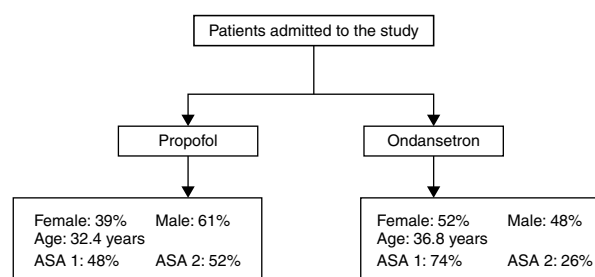 Patients admitted to the study
Propofol
Ondansetron
Female: 39% Male: 61%
Age: 32.4 years
ASA 1: 48% ASA 2: 52%
Female: 52% Male: 48%
Age: 36.8 years
ASA 1: 74% ASA 2: 26%